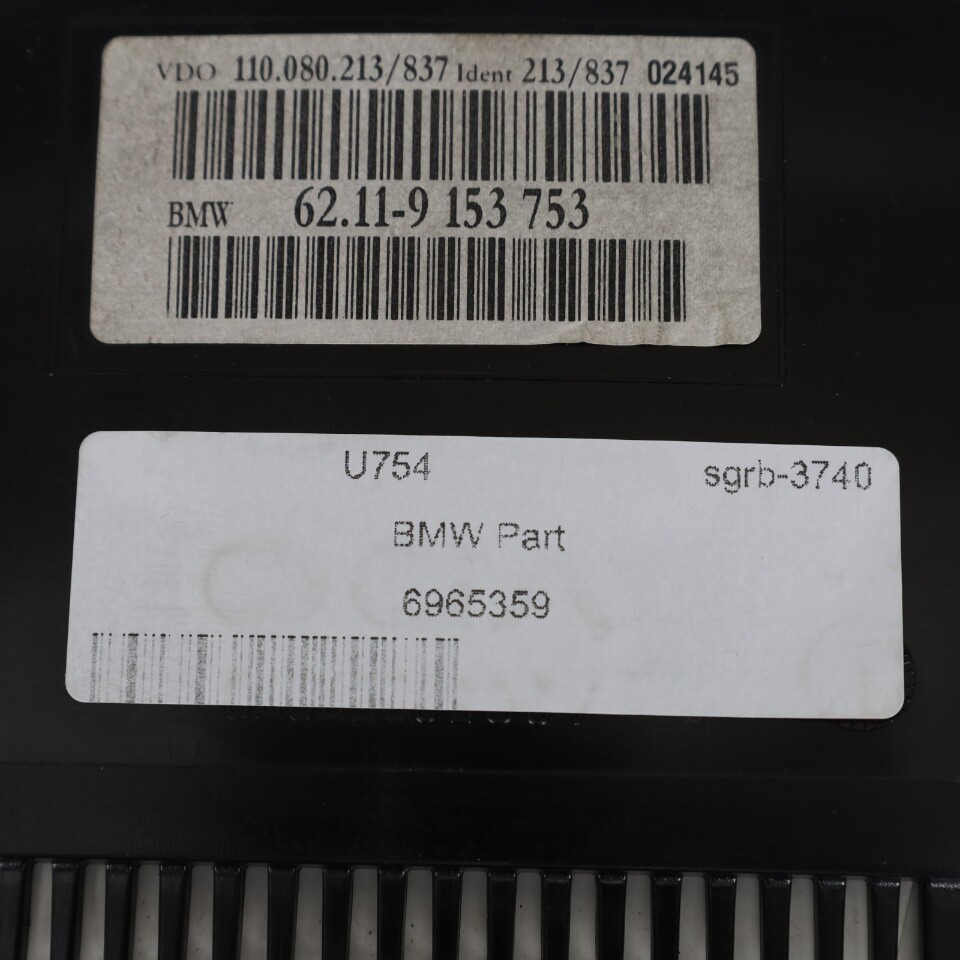 VDO 110.080.213/837 Ident 213/837 024145
BMW 62.11-9 153 753
U754 sgrb-3740
BMW Part
6965359